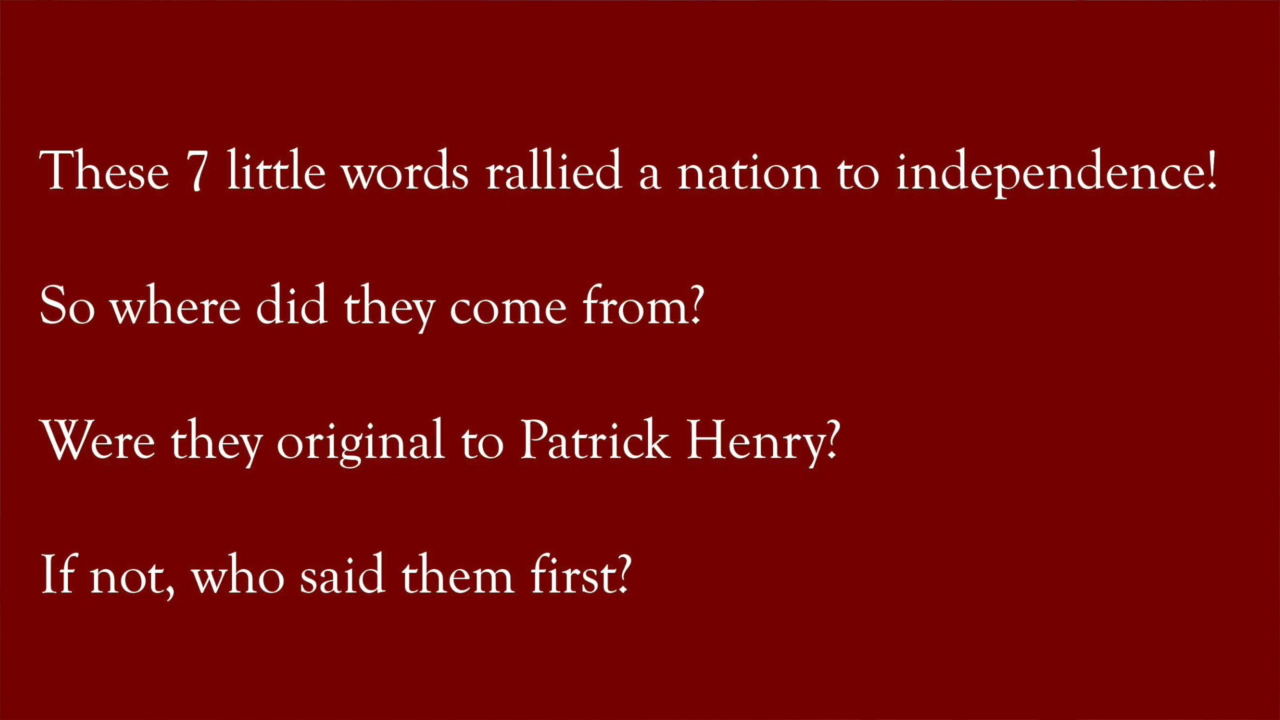 These 7 little words rallied a nation to independence!
So where did they come from?
Were they original to Patrick Henry?
If not, who said them first?